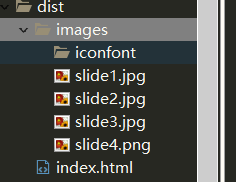 dist
images
iconfont
slide1.jpg
slide2.jpg
slide3.jpg
slide4.png
index.html